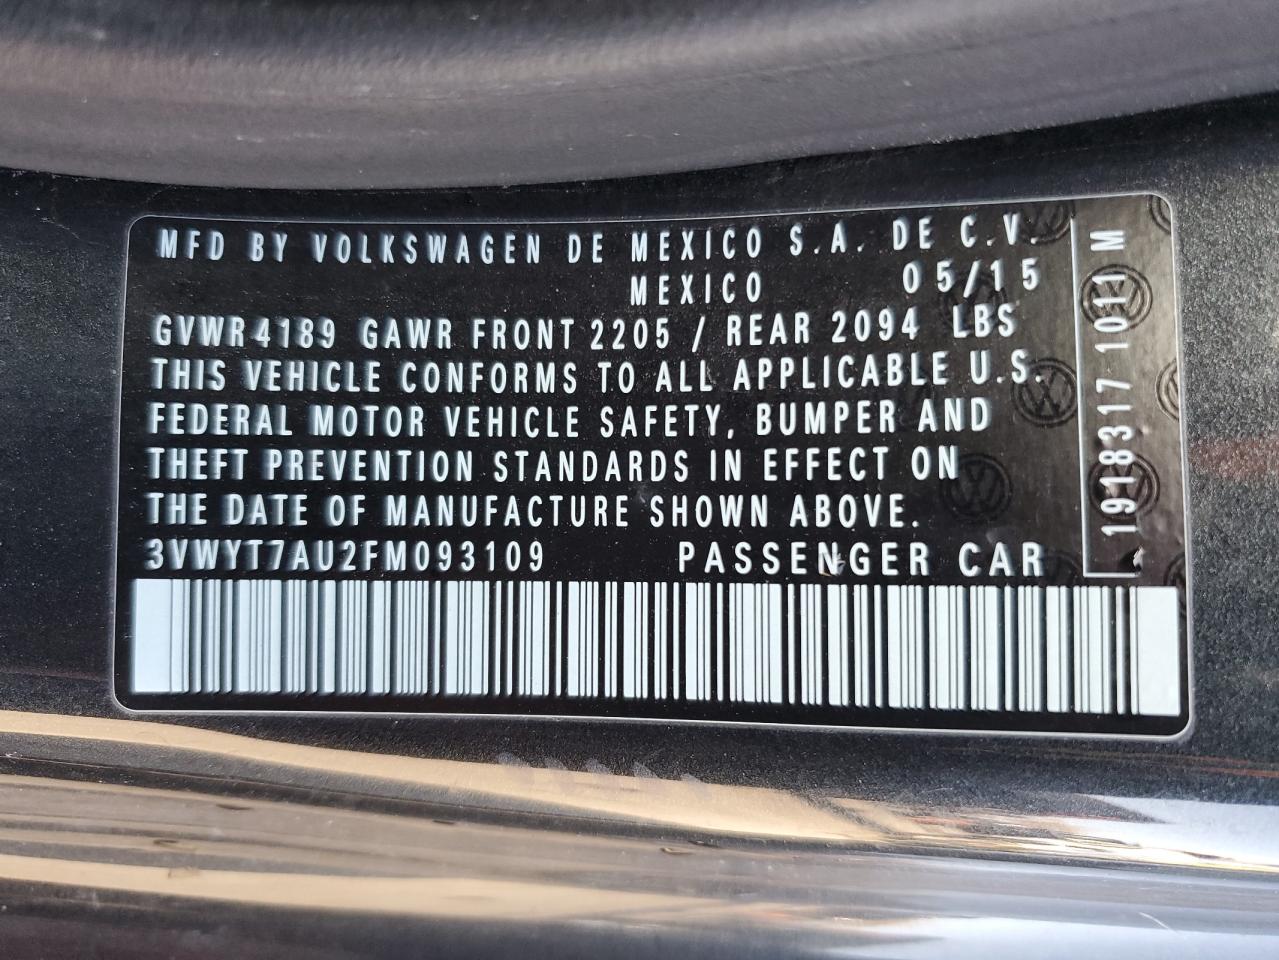 MFD BY VOLKSWAGEN DE MEXICO S.A. DE C.V.
MEXICO 05/15
GVWR 4189 GAWR FRONT 2205 / REAR 2094 LBS
THIS VEHICLE CONFORMS TO ALL APPLICABLE U.S.
FEDERAL MOTOR VEHICLE SAFETY, BUMPER AND
THEFT PREVENTION STANDARDS IN EFFECT ON
THE DATE OF MANUFACTURE SHOWN ABOVE.
3VWYT7AU2FM093109 PASSENGER CAR
1918317 1011 M